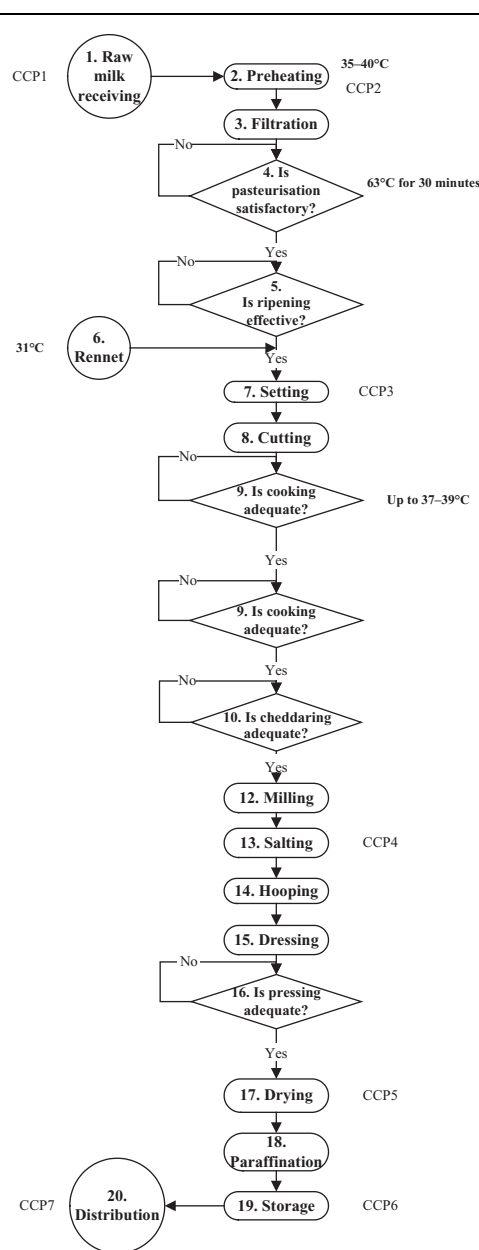 CCP1
1. Raw
milk
receiving
2. Preheating
35–40°C
CCP2
3. Filtration
No
4. Is
pasteurisation
satisfactory?
63°C for 30 minutes
Yes
No
5.
Is ripening
effective?
31°C
6.
Rennet
Yes
7. Setting
CCP3
8. Cutting
No
9. Is cooking
adequate?
Up to 37–39°C
Yes
No
9. Is cooking
adequate?
Yes
No
10. Is cheddaring
adequate?
Yes
12. Milling
13. Salting
CCP4
14. Hooping
15. Dressing
No
16. Is pressing
adequate?
Yes
17. Drying
CCP5
18.
Paraffination
CCP7
20.
Distribution
19. Storage
CCP6